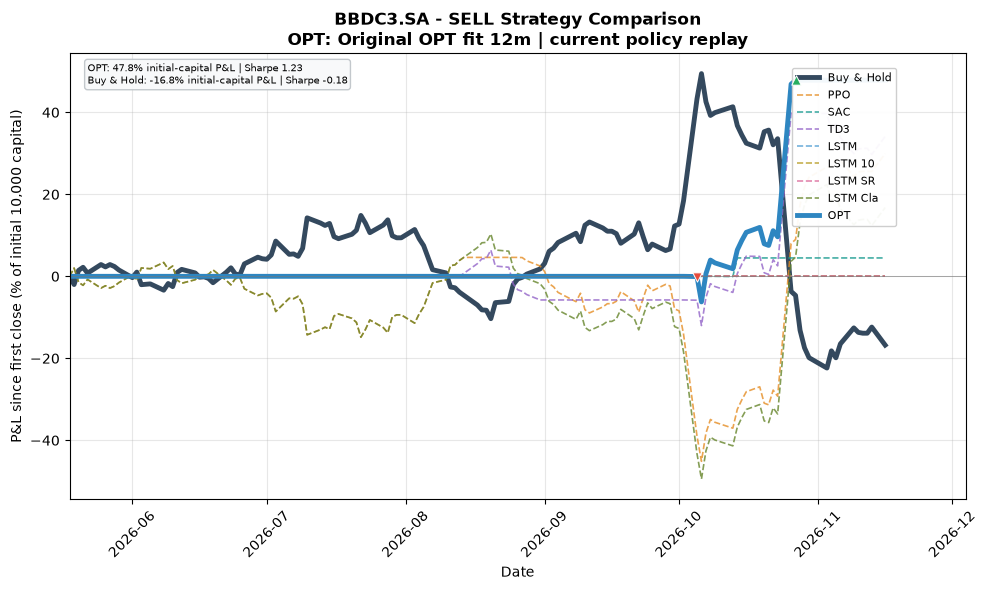 BBDC3.SA - SELL Strategy Comparison
OPT: Original OPT fit 12m | current policy replay
OPT: 47.8% initial-capital P&L | Sharpe 1.23
Buy & Hold: -16.8% initial-capital P&L | Sharpe -0.18
Buy & Hold
PPO
SAC
TD3
LSTM
LSTM 10
LSTM SR
LSTM Cla
OPT
P&L since first close (% of initial 10,000 capital)
40
20
0
−20
−40
2026-06
2026-07
2026-08
2026-09
2026-10
2026-11
2026-12
Date